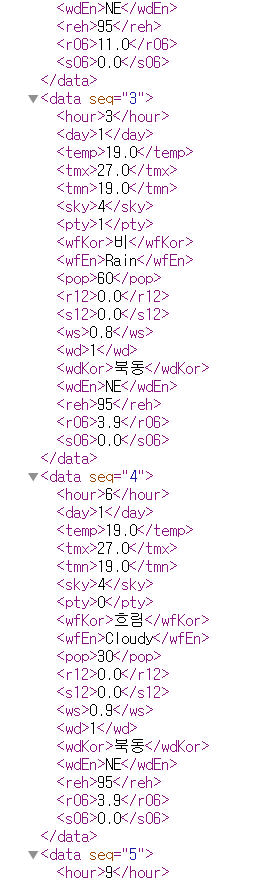 <wdEn>NE</wdEn>
<reh>95</reh>
<r06>11.0</r06>
<s06>0.0</s06>
</data>
<data seq="3">
<hour>3</hour>
<day>1</day>
<temp>19.0</temp>
<tmx>27.0</tmx>
<tmn>19.0</tmn>
<sky>4</sky>
<pty>1</pty>
<wfKor>비</wfKor>
<wfEn>Rain</wfEn>
<pop>60</pop>
<r12>0.0</r12>
<s12>0.0</s12>
<ws>0.8</ws>
<wd>1</wd>
<wdKor>북동</wdKor>
<wdEn>NE</wdEn>
<reh>95</reh>
<r06>3.9</r06>
<s06>0.0</s06>
</data>
<data seq="4">
<hour>6</hour>
<day>1</day>
<temp>19.0</temp>
<tmx>27.0</tmx>
<tmn>19.0</tmn>
<sky>4</sky>
<pty>0</pty>
<wfKor>흐림</wfKor>
<wfEn>Cloudy</wfEn>
<pop>30</pop>
<r12>0.0</r12>
<s12>0.0</s12>
<ws>0.9</ws>
<wd>1</wd>
<wdKor>북동</wdKor>
<wdEn>NE</wdEn>
<reh>95</reh>
<r06>3.9</r06>
<s06>0.0</s06>
</data>
<data seq="5">
<hour>9</hour>